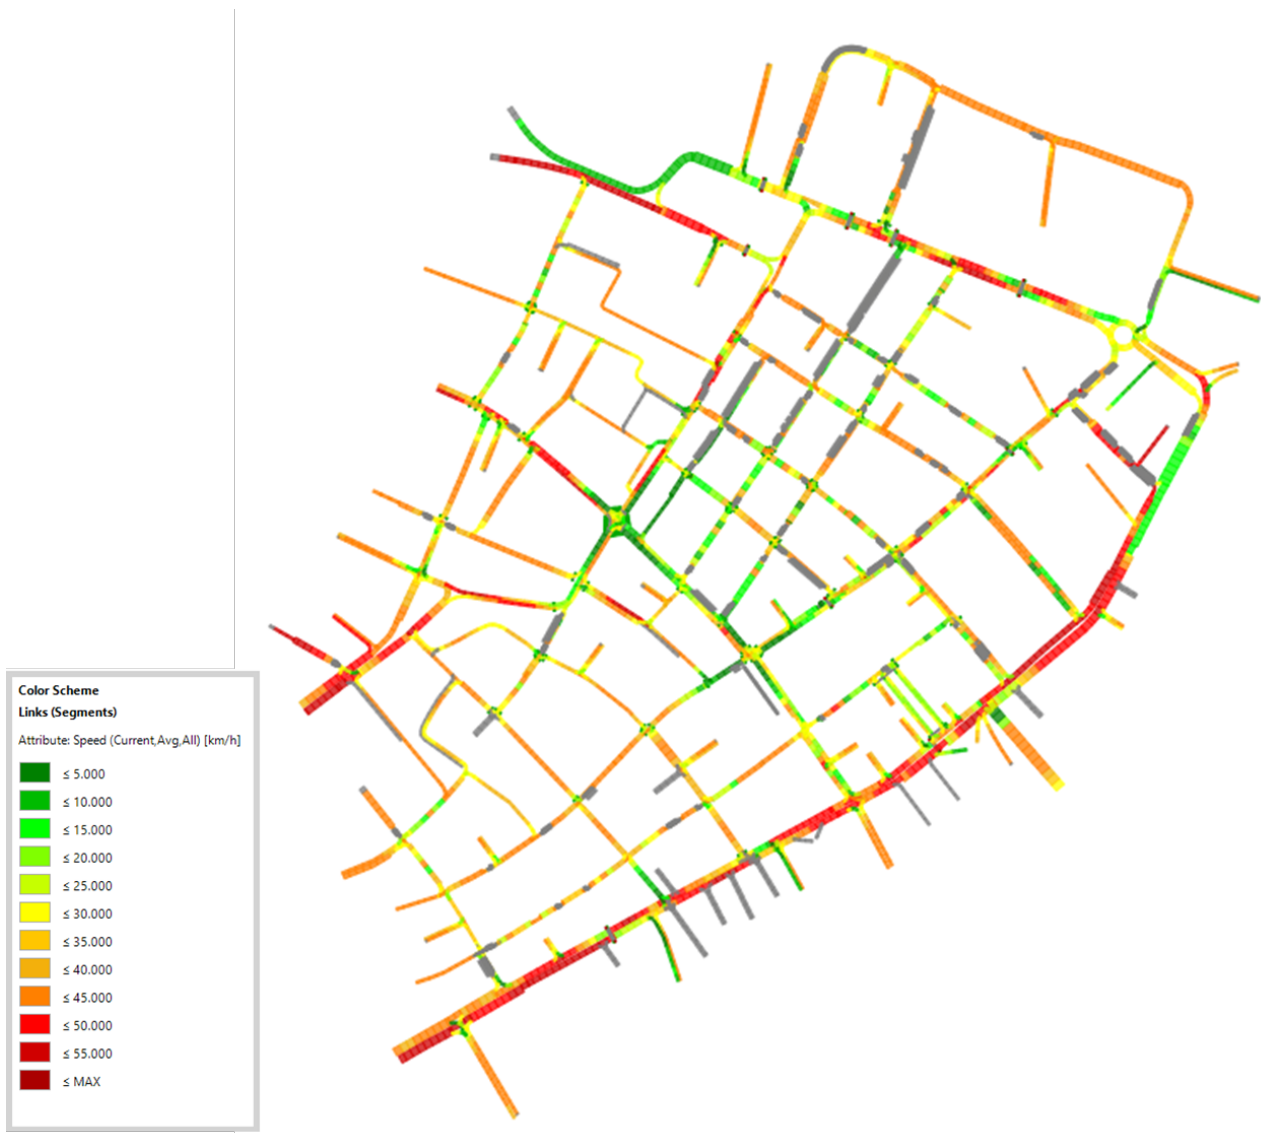 Color Scheme
Links (Segments)
Attribute: Speed (Current,Avg,All) [km/h]
≤ 5.000
≤ 10.000
≤ 15.000
≤ 20.000
≤ 25.000
≤ 30.000
≤ 35.000
≤ 40.000
≤ 45.000
≤ 50.000
≤ 55.000
≤ MAX